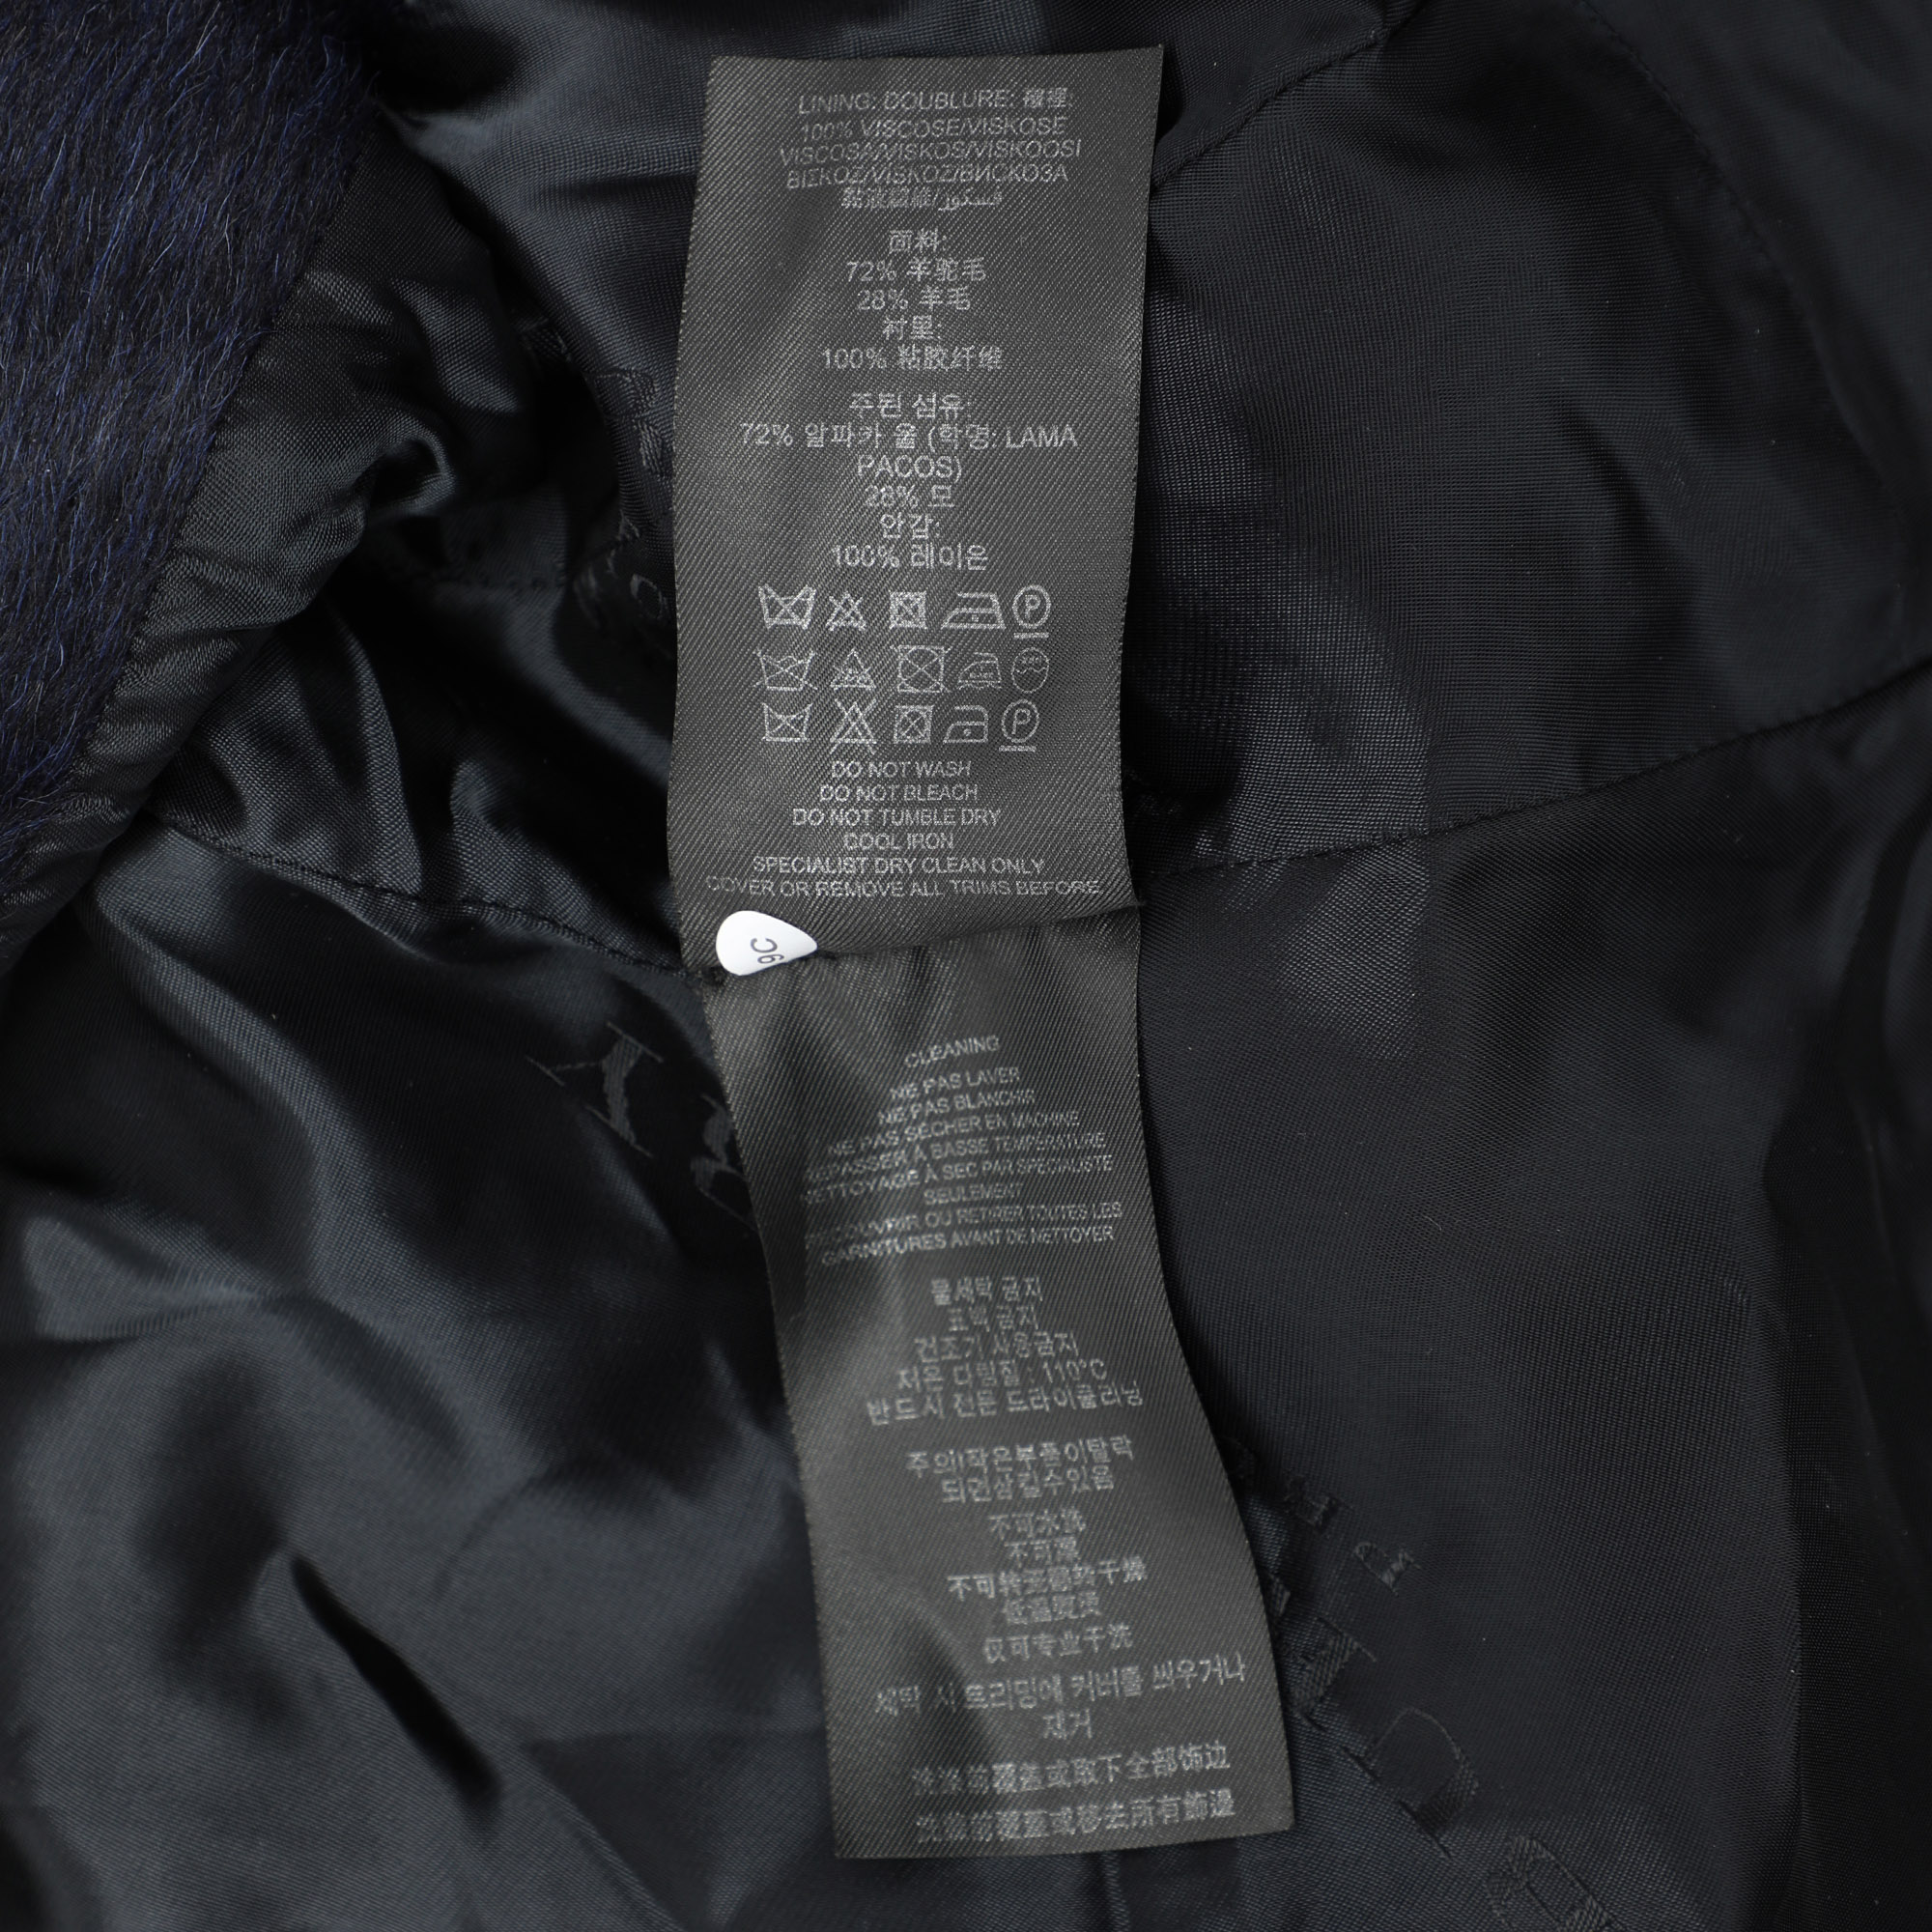 LINING: DOUBLURE: 襯裡:
100% VISCOSE/VISKOSE
VISCOSA/VISKOS/VISKOOSI
ΒΙΣΚΟΖ/VISKOZ/ВИСКОЗА
黏液纖維/فسكوز
面料:
72% 羊驼毛
28% 羊毛
衬里:
100% 粘胶纤维
주된 섬유:
72% 알파카 울 (학명: LAMA
PACOS)
28% 모
안감:
100% 레이온
P
P
DO NOT WASH
DO NOT BLEACH
DO NOT TUMBLE DRY
COOL IRON
SPECIALIST DRY CLEAN ONLY
COVER OR REMOVE ALL TRIMS BEFORE
CLEANING
NE PAS LAVER
NE PAS BLANCHIR
NE PAS SÉCHER EN MACHINE
REPASSER À BASSE TEMPÉRATURE
NETTOYAGE À SEC PAR SPÉCIALISTE
SEULEMENT
RECOUVRIR OU RETIRER TOUTES LES
GARNITURES AVANT DE NETTOYER
물세탁 금지
표백 금지
건조기 사용금지
저온 다림질 : 110°C
반드시 전문 드라이클리닝
주의!작은부품이탈락
되면삼킬수있음
不可水洗
不可漂
不可转笼翻转干燥
低温熨烫
仅可专业干洗
세탁 시 트리밍에 커버를 씌우거나
제거
洗涤前覆盖或取下全部饰边
洗滌前覆蓋或移去所有飾邊